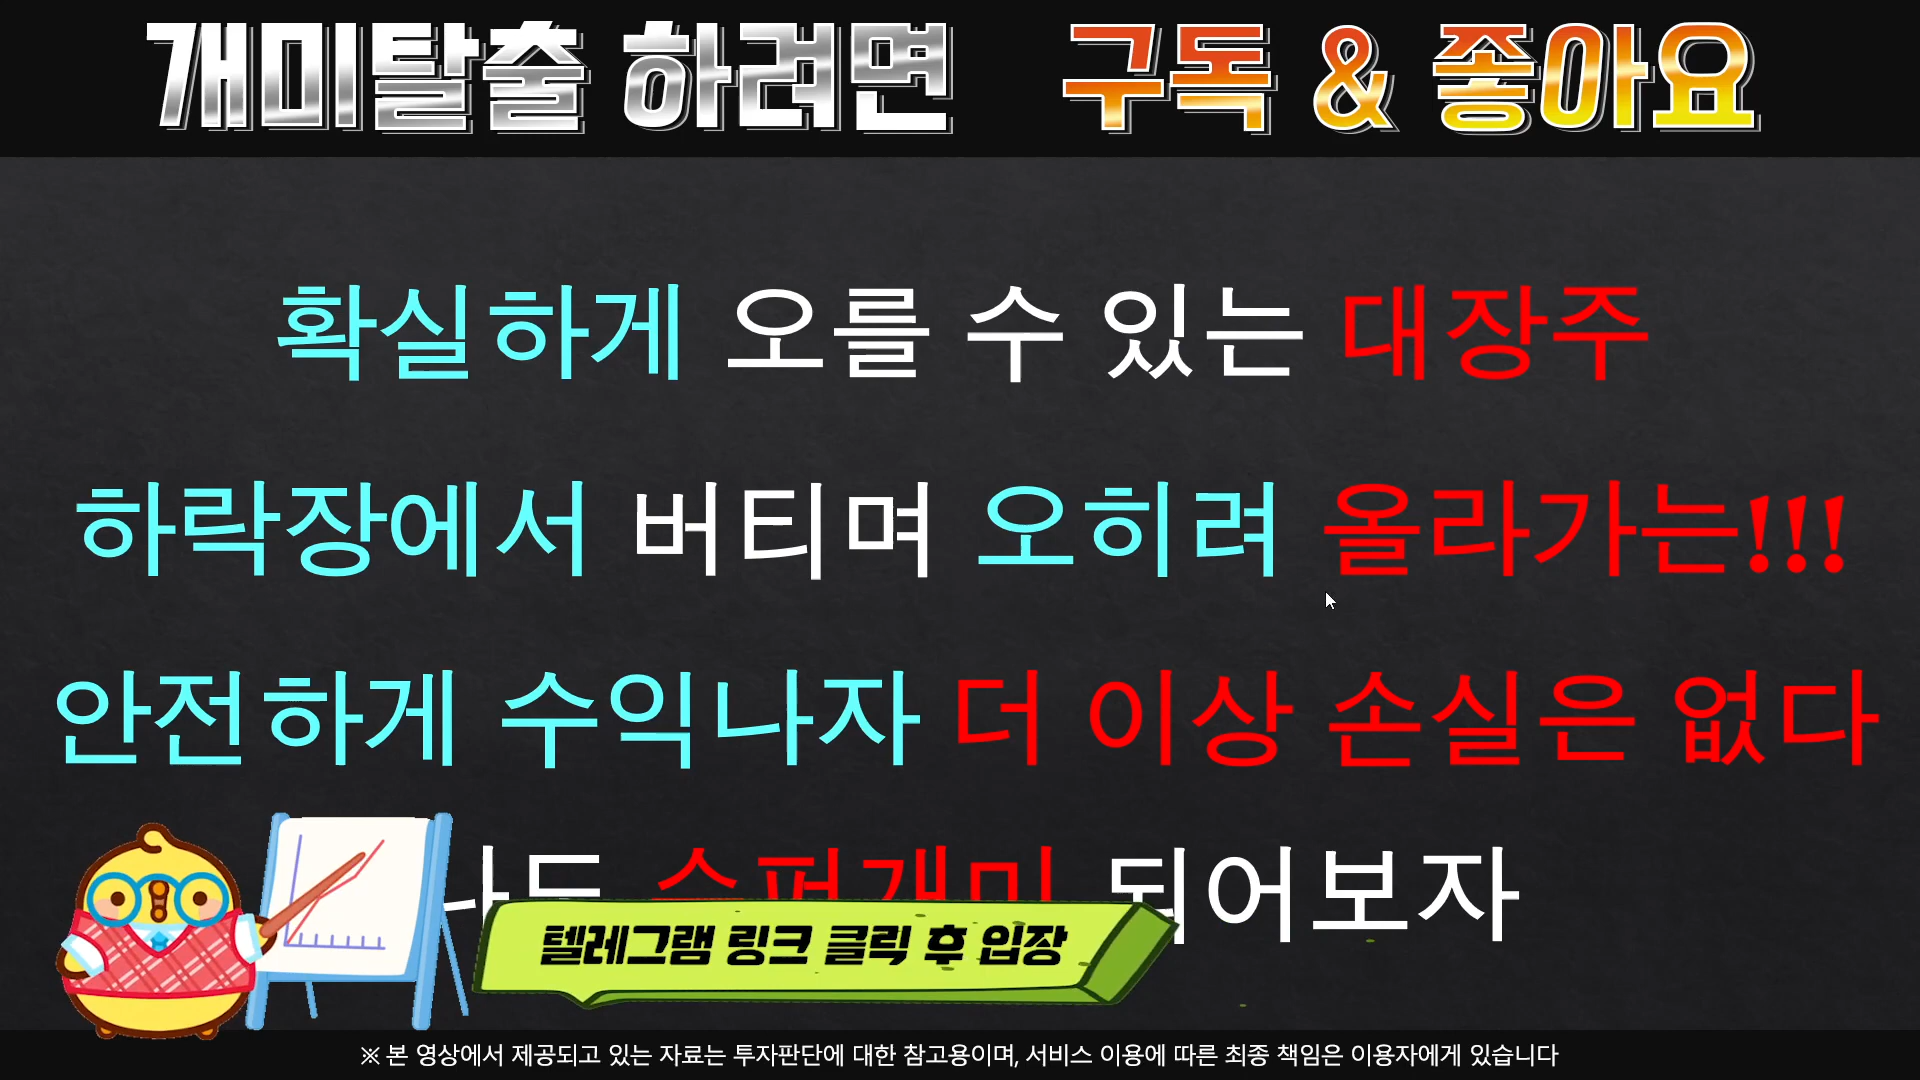 개미탈출 하려면 구독 & 좋아요
확실하게 오를 수 있는 대장주
하락장에서 버티며 오히려 올라가는!!!
안전하게 수익나자 더 이상 손실은 없다
나도 슈퍼개미 되어보자
텔레그램 링크 클릭 후 입장
※ 본 영상에서 제공되고 있는 자료는 투자판단에 대한 참고용이며, 서비스 이용에 따른 최종 책임은 이용자에게 있습니다